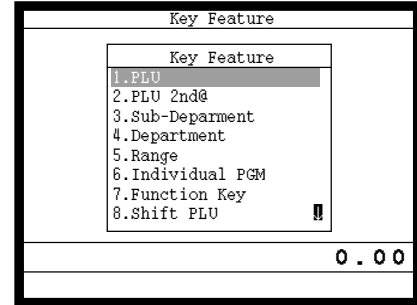 Key Feature
Key Feature
1.PLU
2.PLU 2nd@
3.Sub-Deparment
4.Department
5.Range
6.Individual PGM
7.Function Key
8.Shift PLU
0.00